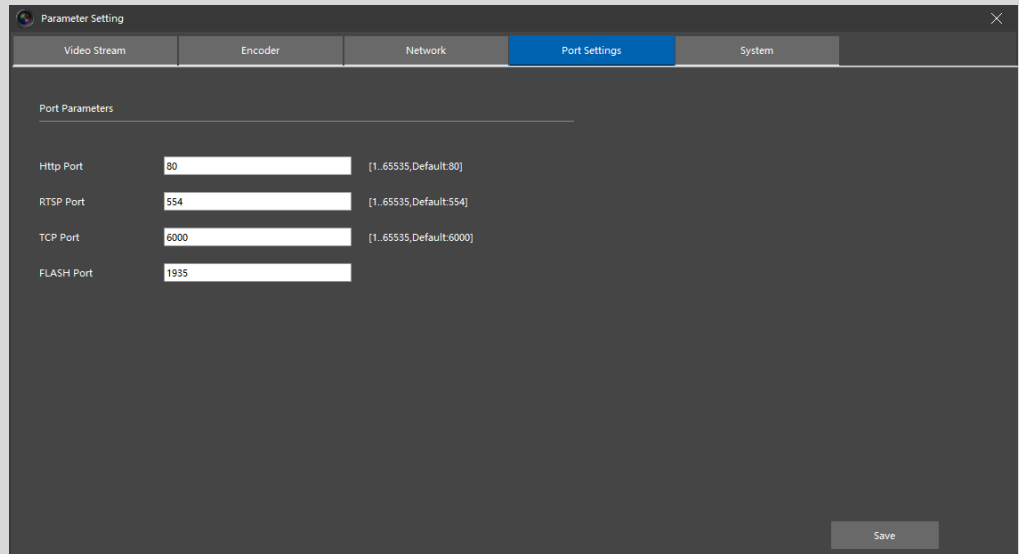 Parameter Setting
Video Stream Encoder Network Port Settings System
Port Parameters
Http Port 80 [1..65535,Default:80]
RTSP Port 554 [1..65535,Default:554]
TCP Port 6000 [1..65535,Default:6000]
FLASH Port 1935
Save